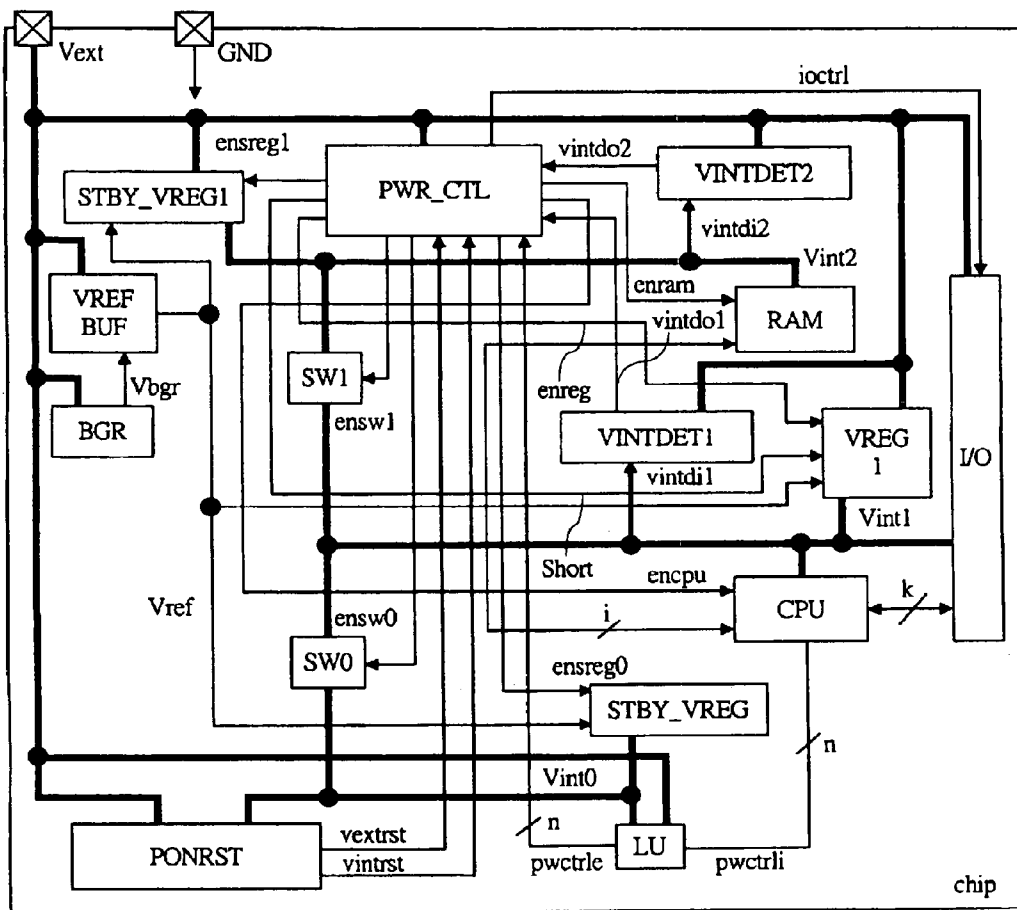 Vext
GND
ioctrl
ensreg1
vintdo2
VINTDET2
STBY_VREG1
PWR_CTL
vintdi2
Vint2
VREF
BUF
enram
vintdo1
RAM
SW1
Vbgr
enreg
BGR
ensw1
VINTDET1
VREG
1
I/O
vintdi1
Vint1
Short
encpu
Vref
ensw0
i
CPU
k
SW0
ensreg0
STBY_VREG
n
Vint0
n
vextrst
LU
PONRST
vintrst
pwctrle
pwctrli
chip